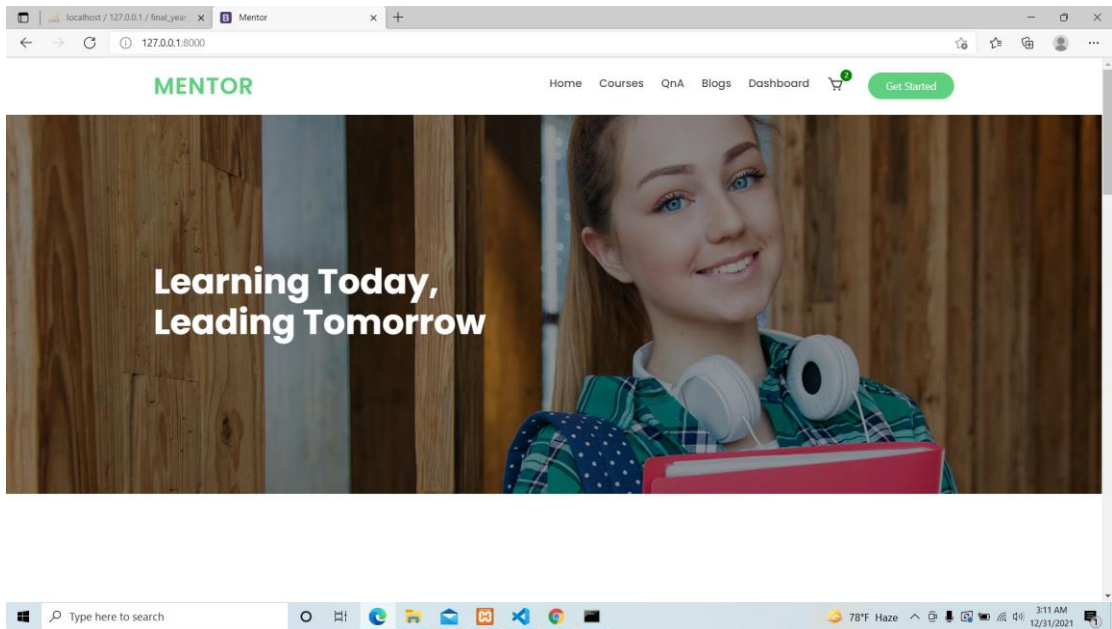 localhost / 127.0.0.1 / final_year
Mentor
127.0.0.1:8000
MENTOR
Home Courses QnA Blogs Dashboard 2 Get Started
Learning Today,
Leading Tomorrow
Type here to search
78°F Haze
3:11 AM
12/31/2021
1